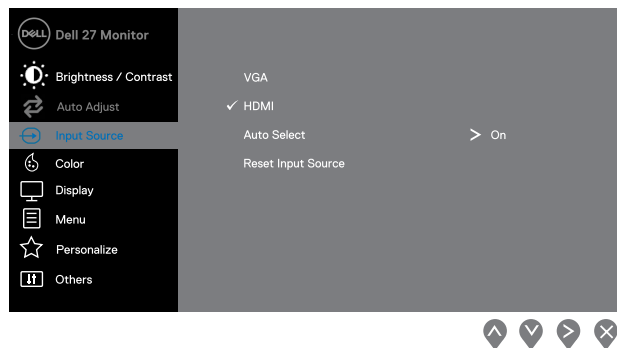 DELL Dell 27 Monitor
Brightness / Contrast
Auto Adjust
Input Source
Color
Display
Menu
Personalize
Others
VGA
HDMI
Auto Select On
Reset Input Source